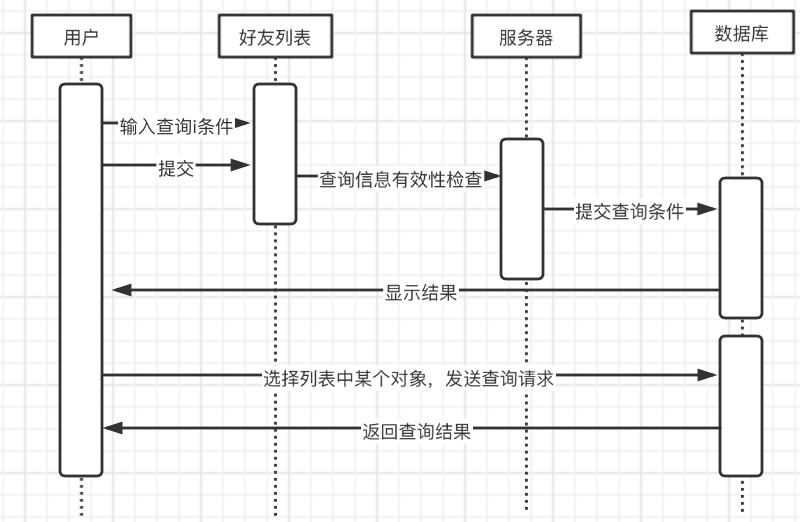 用户
好友列表
服务器
数据库
输入查询i条件
提交
查询信息有效性检查
提交查询条件
显示结果
选择列表中某个对象，发送查询请求
返回查询结果